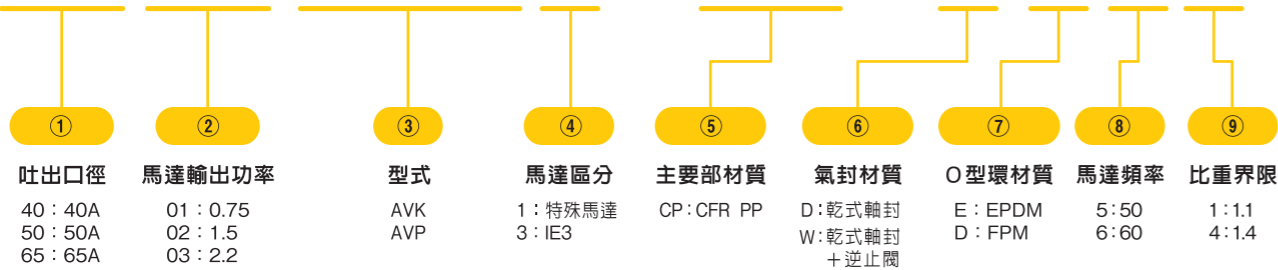 ① ② ③ ④ ⑤ ⑥ ⑦ ⑧ ⑨
吐出口徑 馬達輸出功率 型式 馬達區分 主要部材質 氣封材質 O型環材質 馬達頻率 比重界限
40：40A 01：0.75 AVK 1：特殊馬達 CP：CFR PP D：乾式軸封 E：EPDM 5：50 1：1.1
50：50A 02：1.5 AVP 3：IE3 W：乾式軸封 D：FPM 6：60 4：1.4
65：65A 03：2.2 ＋逆止閥